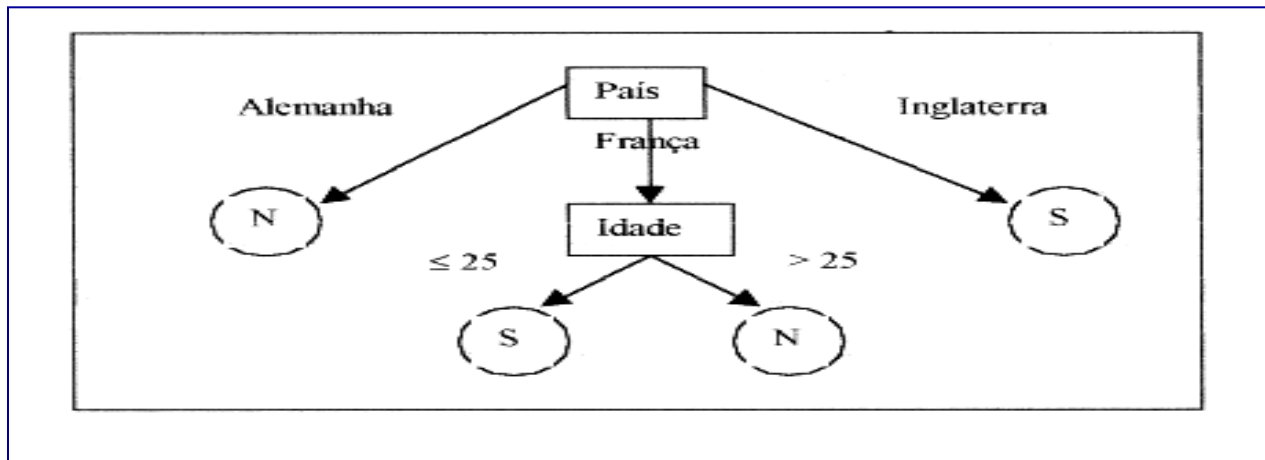 País
Alemanha
Inglaterra
França
N
Idade
S
≤ 25
> 25
S
N